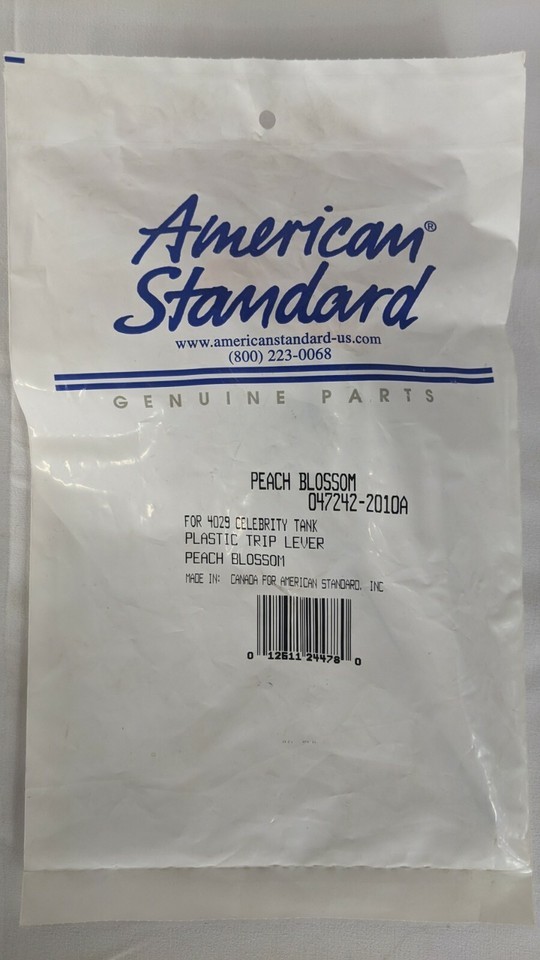 American®
Standard
www.americanstandard-us.com
(800) 223-0068
GENUINE PARTS
PEACH BLOSSOM
047242-2010A
FOR 4029 CELEBRITY TANK
PLASTIC TRIP LEVER
PEACH BLOSSOM
MADE IN: CANADA FOR AMERICAN STANDARD, INC
0 12611 24478 0